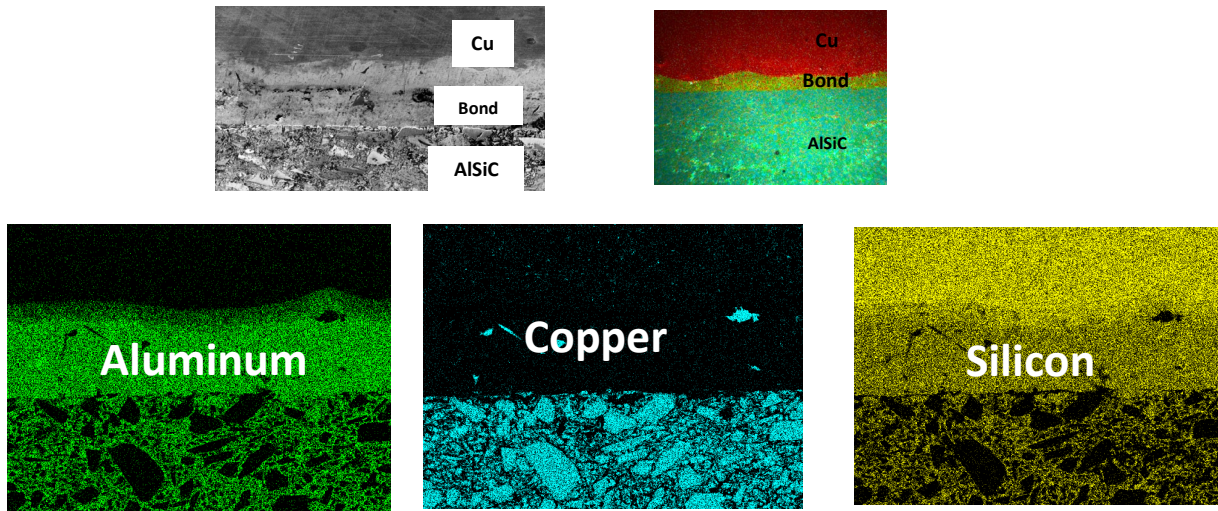 Cu
Bond
AlSiC
Cu
Bond
AlSiC
Aluminum
Copper
Silicon